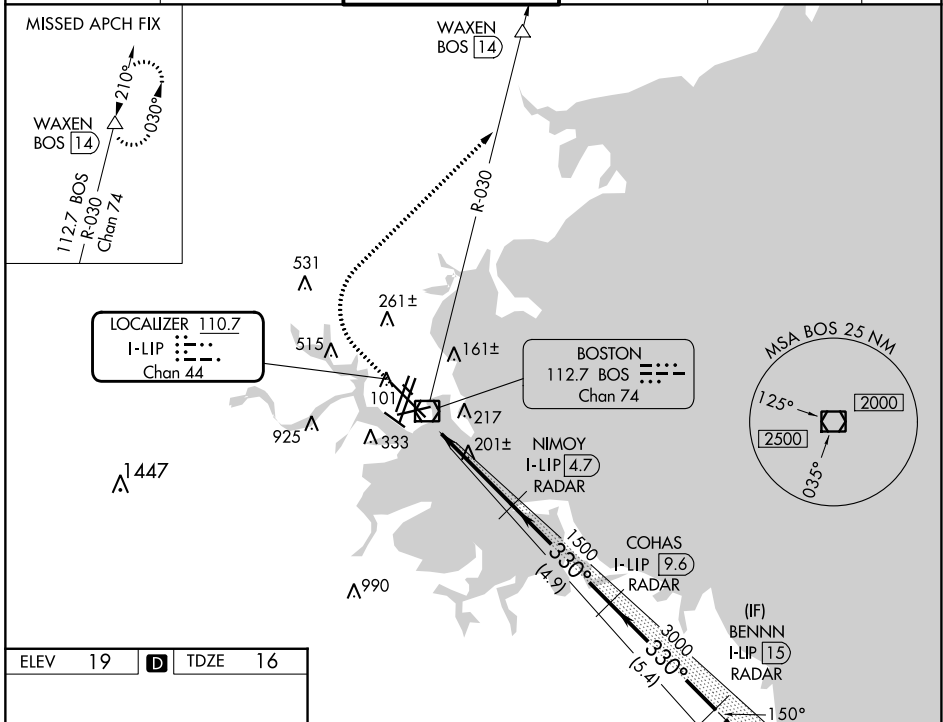 MISSED APCH FIX
210°
030°
WAXEN
BOS 14
112.7 BOS
R-030
Chan 74
WAXEN
BOS 14
R-030
531
261±
LOCALIZER 110.7
I-LIP
Chan 44
515
161±
BOSTON
112.7 BOS
Chan 74
MSA BOS 25 NM
125°
2000
2500
035°
101
217
925
333
201±
NIMOY
I-LIP 4.7
RADAR
1447
1500
330°
(4.9)
COHAS
I-LIP 9.6
RADAR
990
(IF)
BENNN
I-LIP 15
RADAR
3000
330°
(5.4)
150°
ELEV 19 D TDZE 16